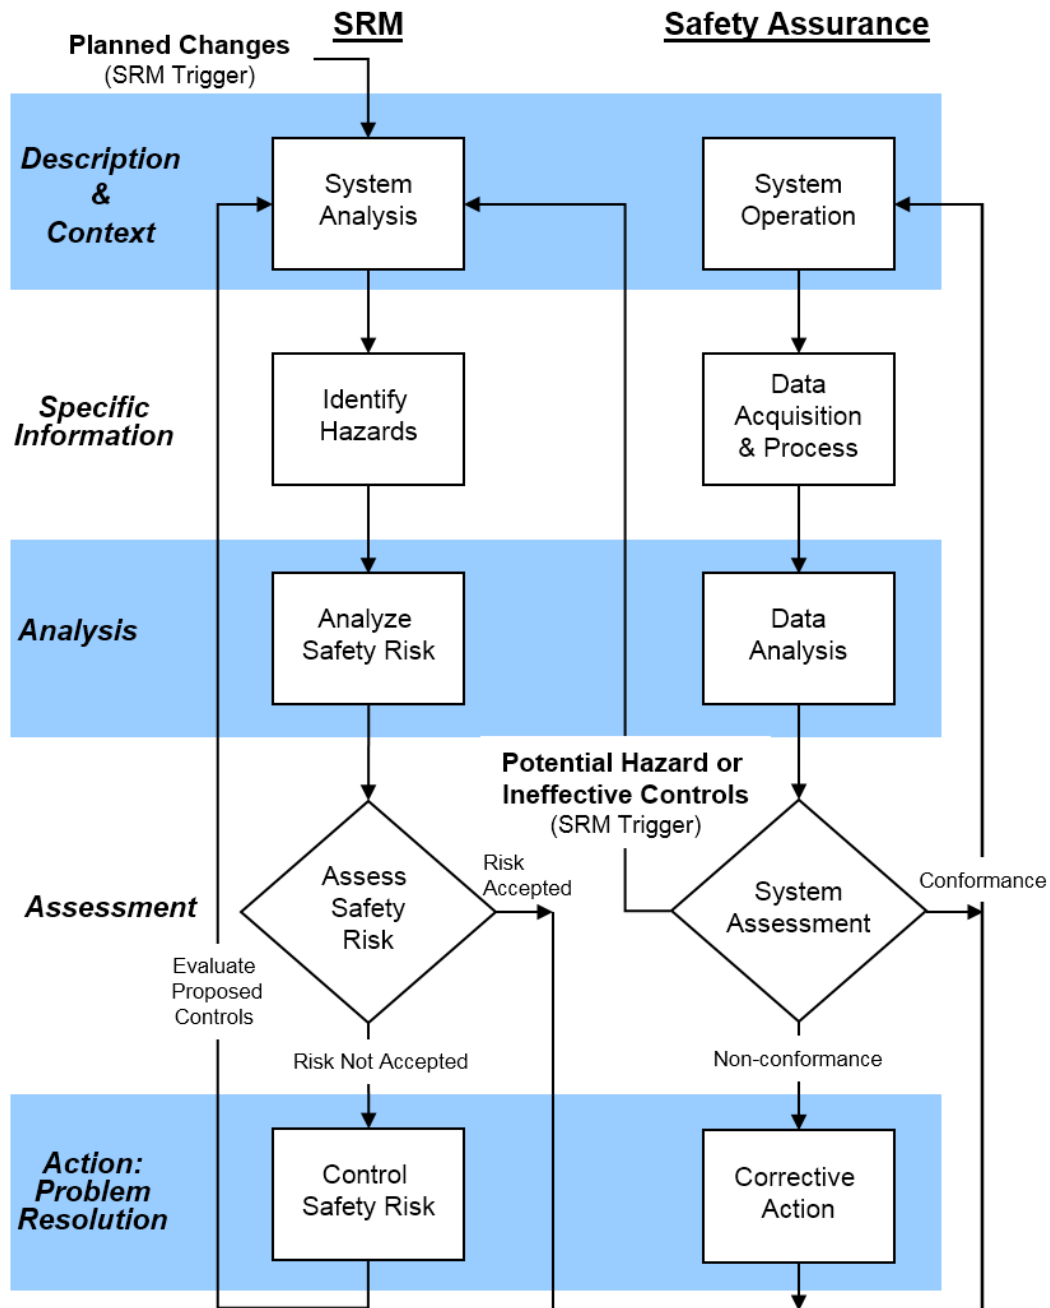 SRM
Safety Assurance
Planned Changes
(SRM Trigger)
Description
&
Context
System
Analysis
System
Operation
Specific
Information
Identify
Hazards
Data
Acquisition
& Process
Analysis
Analyze
Safety Risk
Data
Analysis
Potential Hazard or
Ineffective Controls
(SRM Trigger)
Assessment
Assess
Safety
Risk
Risk
Accepted
System
Assessment
Conformance
Evaluate
Proposed
Controls
Risk Not Accepted
Non-conformance
Action:
Problem
Resolution
Control
Safety Risk
Corrective
Action